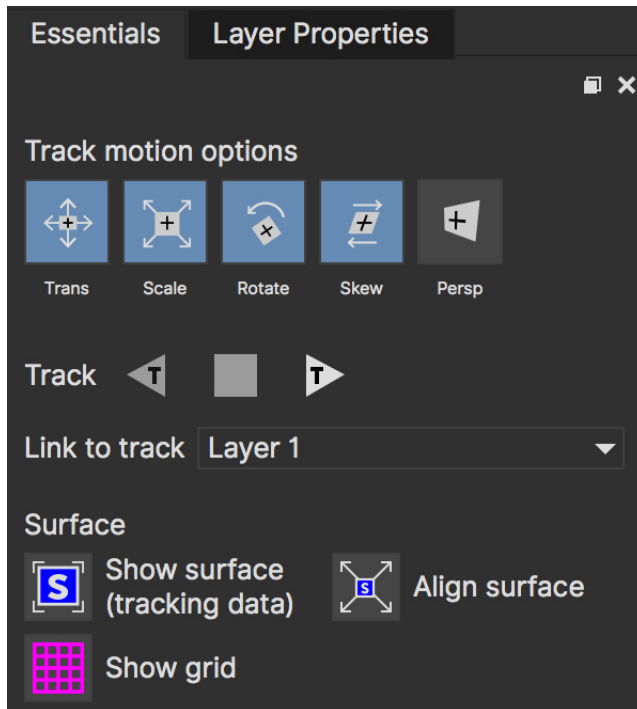 Essentials Layer Properties
Track motion options
Trans Scale Rotate Skew Persp
Track T T
Link to track Layer 1
Surface
S Show surface
(tracking data)
S Align surface
Show grid